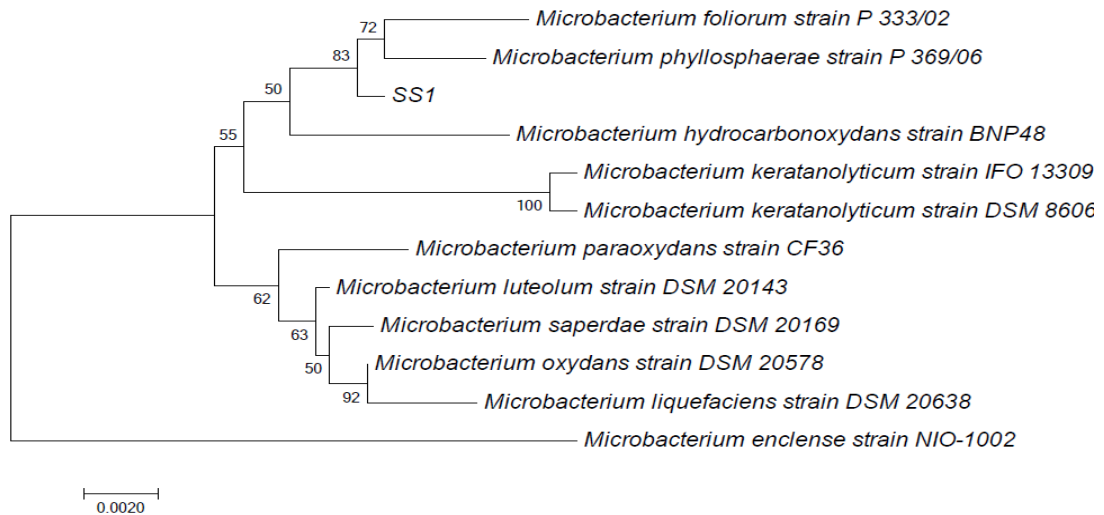 72
Microbacterium foliorum strain P 333/02
83
Microbacterium phyllosphaerae strain P 369/06
50
SS1
55
Microbacterium hydrocarbonoxydans strain BNP48
Microbacterium keratanolyticum strain IFO 13309
100
Microbacterium keratanolyticum strain DSM 8606
Microbacterium paraoxydans strain CF36
62
Microbacterium luteolum strain DSM 20143
63
Microbacterium saperdae strain DSM 20169
50
Microbacterium oxydans strain DSM 20578
92
Microbacterium liquefaciens strain DSM 20638
Microbacterium enclense strain NIO-1002
0.0020